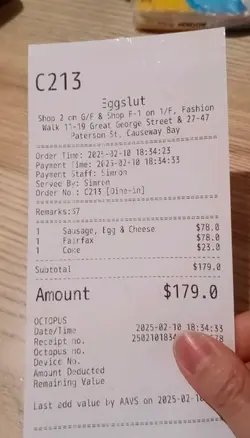 C213
Eggslut
Shop 2 on G/F & Shop F-1 on 1/F, Fashion
Walk 11-19 Great George Street & 27-47
Paterson St. Causeway Bay
Order Time: 2025-02-10 18:34:23
Payment Time: 2025-02-10 18:34:33
Payment Staff: Simron
Served By: Simron
Order No.: C213 [Dine-in]
Remarks:57
1 Sausage, Egg & Cheese $78.0
1 Fairfax $78.0
1 Coke $23.0
Subtotal $179.0
Amount $179.0
OCTOPUS
Date/Time 2025-02-10 18:34:33
Receipt no.
Octopus no.
Device No.
Amount Deducted
Remaining Value
Last add value by AAVS on